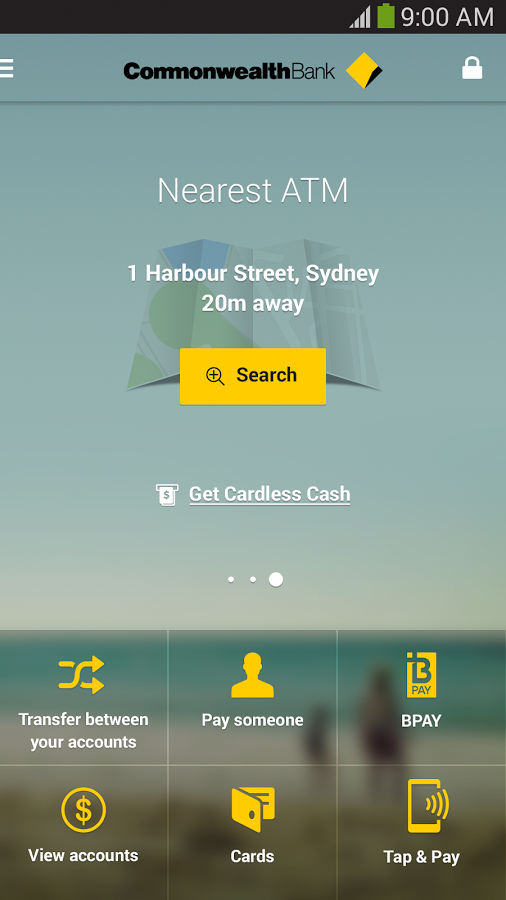 9:00 AM
CommonwealthBank
Nearest ATM
1 Harbour Street, Sydney
20m away
Search
$ Get Cardless Cash
Transfer between
your accounts
Pay someone
B
PAY
BPAY
$
View accounts
Cards
Tap & Pay